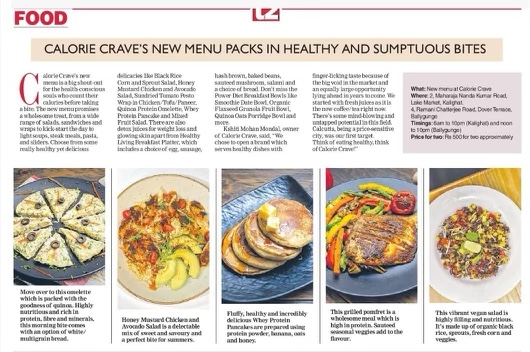 FOOD
t2
CALORIE CRAVE'S NEW MENU PACKS IN HEALTHY AND SUMPTUOUS BITES
Calorie Crave's new
menu is a big shout-out
for the health conscious
souls who count their
calories before taking
a bite. The new menu promises
a wholesome treat, from a wide
range of salads, sandwiches and
wraps to kick-start the day to
light soups, steak meals, pasta,
and sliders. Choose from some
really healthy yet delicious
delicacies like Black Rice
Corn and Sprout Salad, Honey
Mustard Chicken and Avocado
Salad, Sundried Tomato Pesto
Wrap in Chicken/Tofu/Paneer,
Quinoa Protein Omelette, Whey
Protein Pancake and Mixed
Fruit Salad. There are also
detox juices for weight loss and
glowing skin apart from Healthy
Living Breakfast Platter, which
includes a choice of egg, sausage,
hash brown, baked beans,
sauteed mushroom, salami and
a choice of bread. Don't miss the
Power Diet Breakfast Bowls like
Smoothie Date Bowl, Organic
Flaxseed Granola Fruit Bowl,
Quinoa Oats Porridge Bowl and
more.
Kshiti Mohan Mondal, owner
of Calorie Crave, said, "We
chose to open a brand which
serves healthy dishes with
finger-licking taste because of
the big void in the market and
an equally large opportunity
lying ahead in years to come. We
started with fresh juices as it is
the new coffee/tea right now.
There's some mind-blowing and
untapped potential in this field.
Calcutta, being a price-sensitive
city, was our first target.
Think of eating healthy, think
of Calorie Crave!"
What: New menu at Calorie Crave
Where: 2, Maharaja Nanda Kumar Road,
Lake Market, Kalighat
4, Ramani Chatterjee Road, Dover Terrace,
Ballygunge
Timings: 6am to 10pm (Kalighat) and noon
to 10pm (Ballygunge)
Price for two: Rs 500 for two approximately
Move over to this omelette
which is packed with the
goodness of quinoa. Highly
nutritious and rich in
protein, fibre and minerals,
this morning bite comes
with an option of white/
multigrain bread.
Honey Mustard Chicken and
Avocado Salad is a delectable
mix of sweet and savoury and
a perfect bite for summers.
Fluffy, healthy and incredibly
delicious Whey Protein
Pancakes are prepared using
protein powder, banana, oats
and honey.
This grilled pomfret is a
wholesome meal which is
high in protein. Sauteed
seasonal veggies add to the
flavour.
This vibrant vegan salad is
highly filling and nutritious.
It's made up of organic black
rice, sprouts, fresh corn and
veggies.